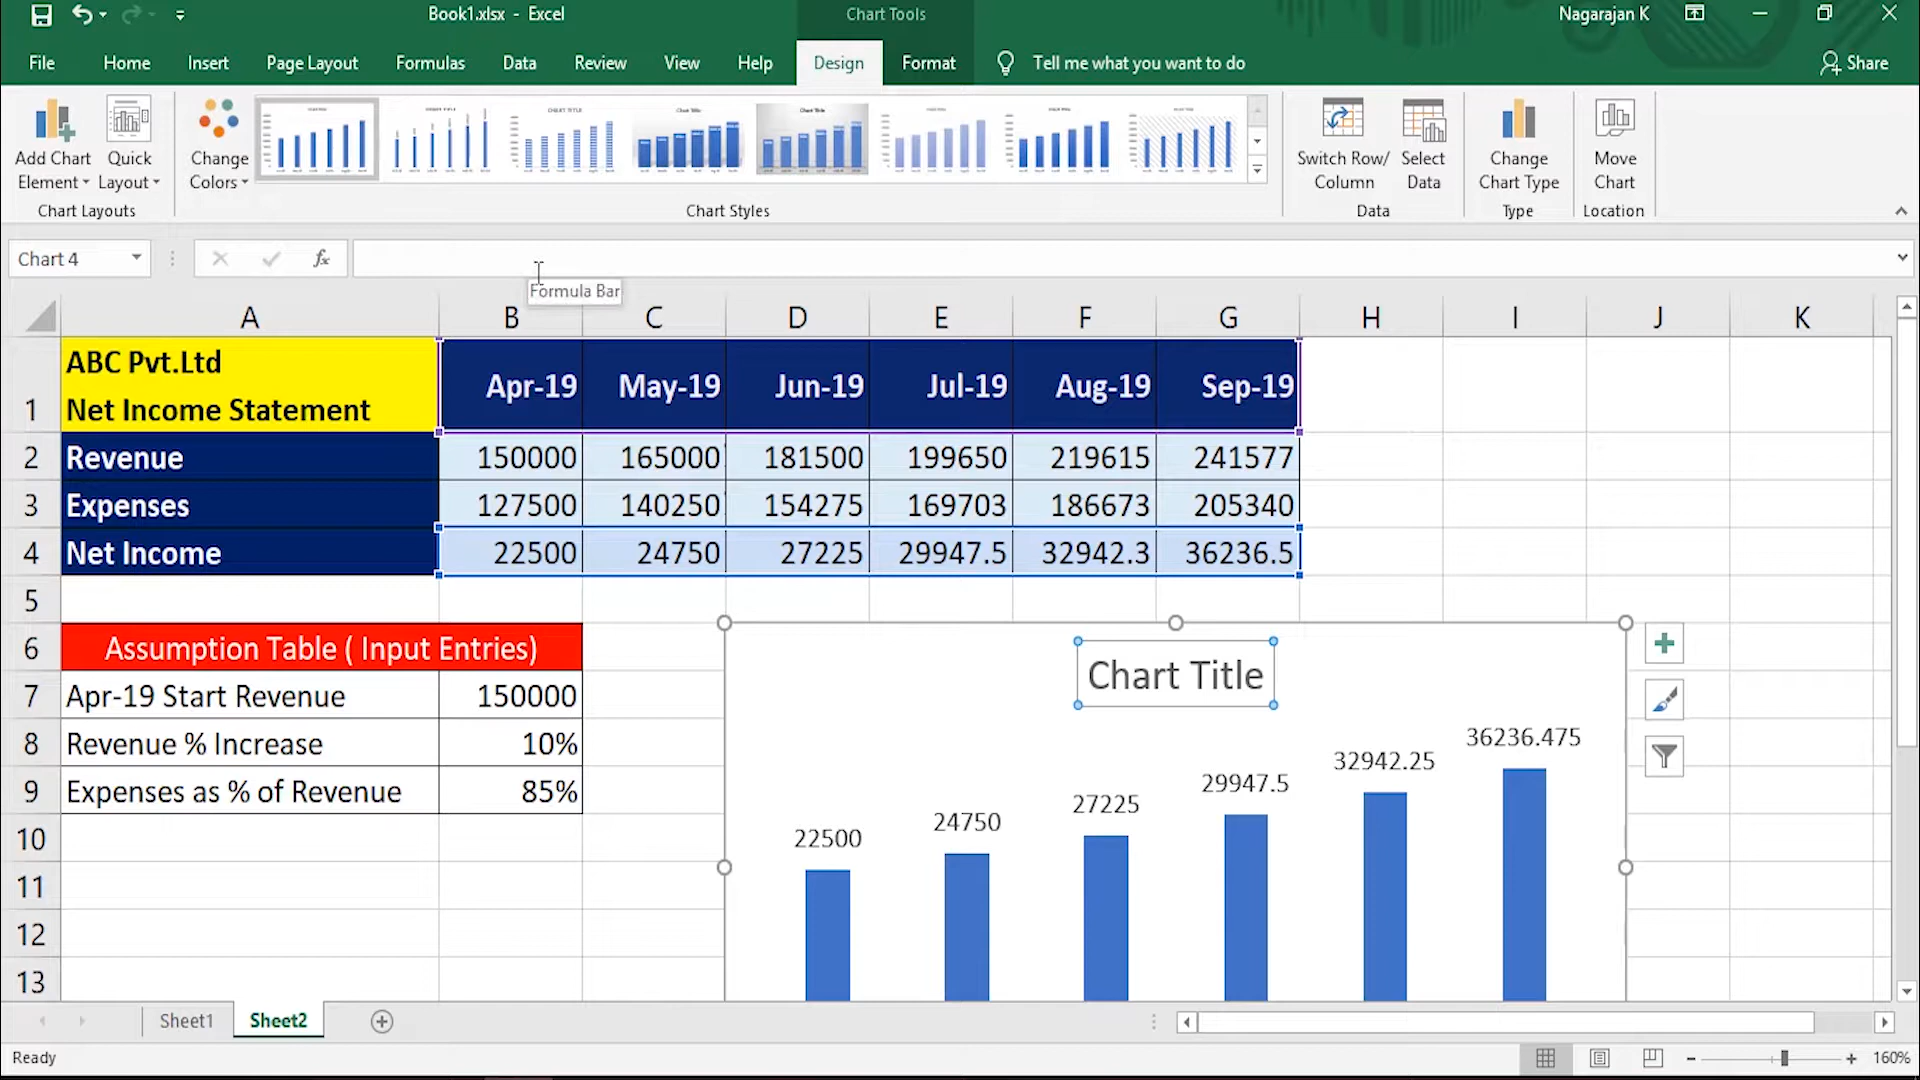 Book1.xlsx - Excel
Chart Tools
Nagarajan K
File Home Insert Page Layout Formulas Data Review View Help Design Format Tell me what you want to do Share
Add Chart Element
Quick Layout
Chart Layouts
Change Colors
Chart Styles
Switch Row/ Column
Select Data
Data
Change Chart Type
Type
Move Chart
Location
Chart 4
fx
Formula Bar
A B C D E F G H I J K
1 ABC Pvt.Ltd
Net Income Statement Apr-19 May-19 Jun-19 Jul-19 Aug-19 Sep-19
2 Revenue 150000 165000 181500 199650 219615 241577
3 Expenses 127500 140250 154275 169703 186673 205340
4 Net Income 22500 24750 27225 29947.5 32942.3 36236.5
5
6 Assumption Table ( Input Entries)
7 Apr-19 Start Revenue 150000
8 Revenue % Increase 10%
9 Expenses as % of Revenue 85%
10
11
12
13
Chart Title
22500 24750 27225 29947.5 32942.25 36236.475
Sheet1 Sheet2
Ready
160%